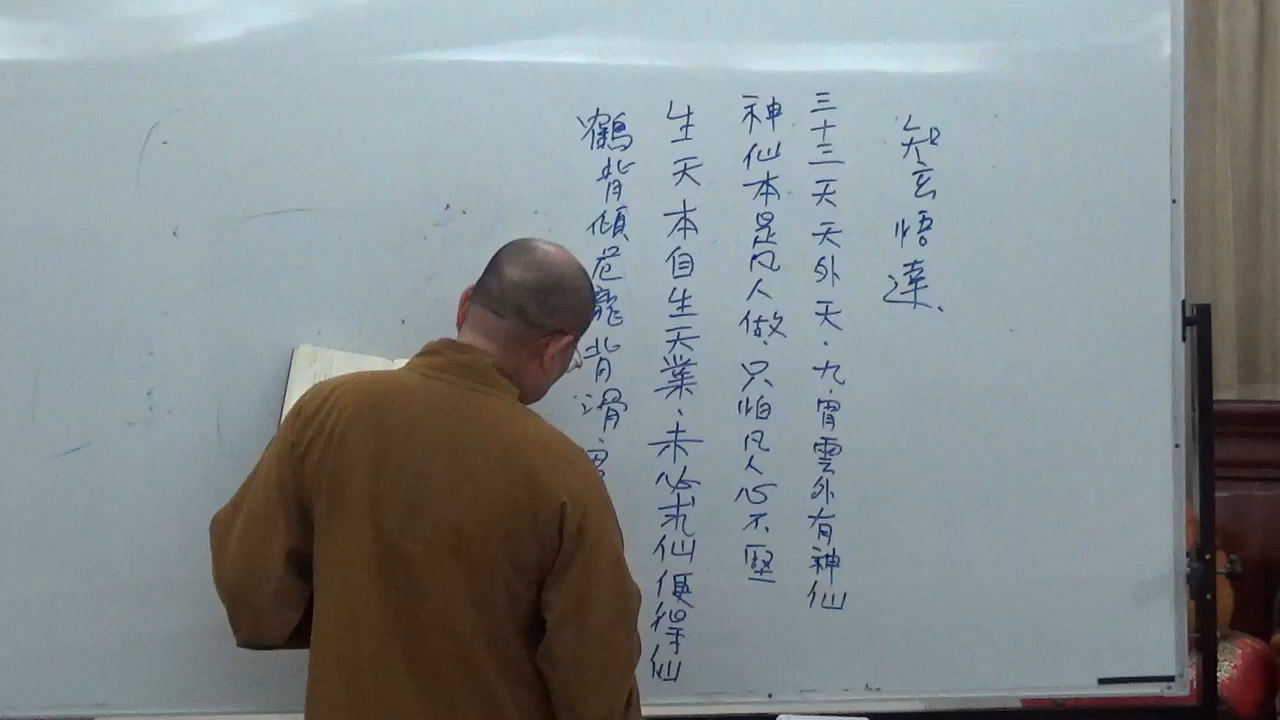 知玄悟達、
三十三天天外天．九霄雲外有神仙
神仙本是凡人做．只怕凡人心不堅
生天本自生天業、未必求仙便得仙
鶴背傾危龍背滑、